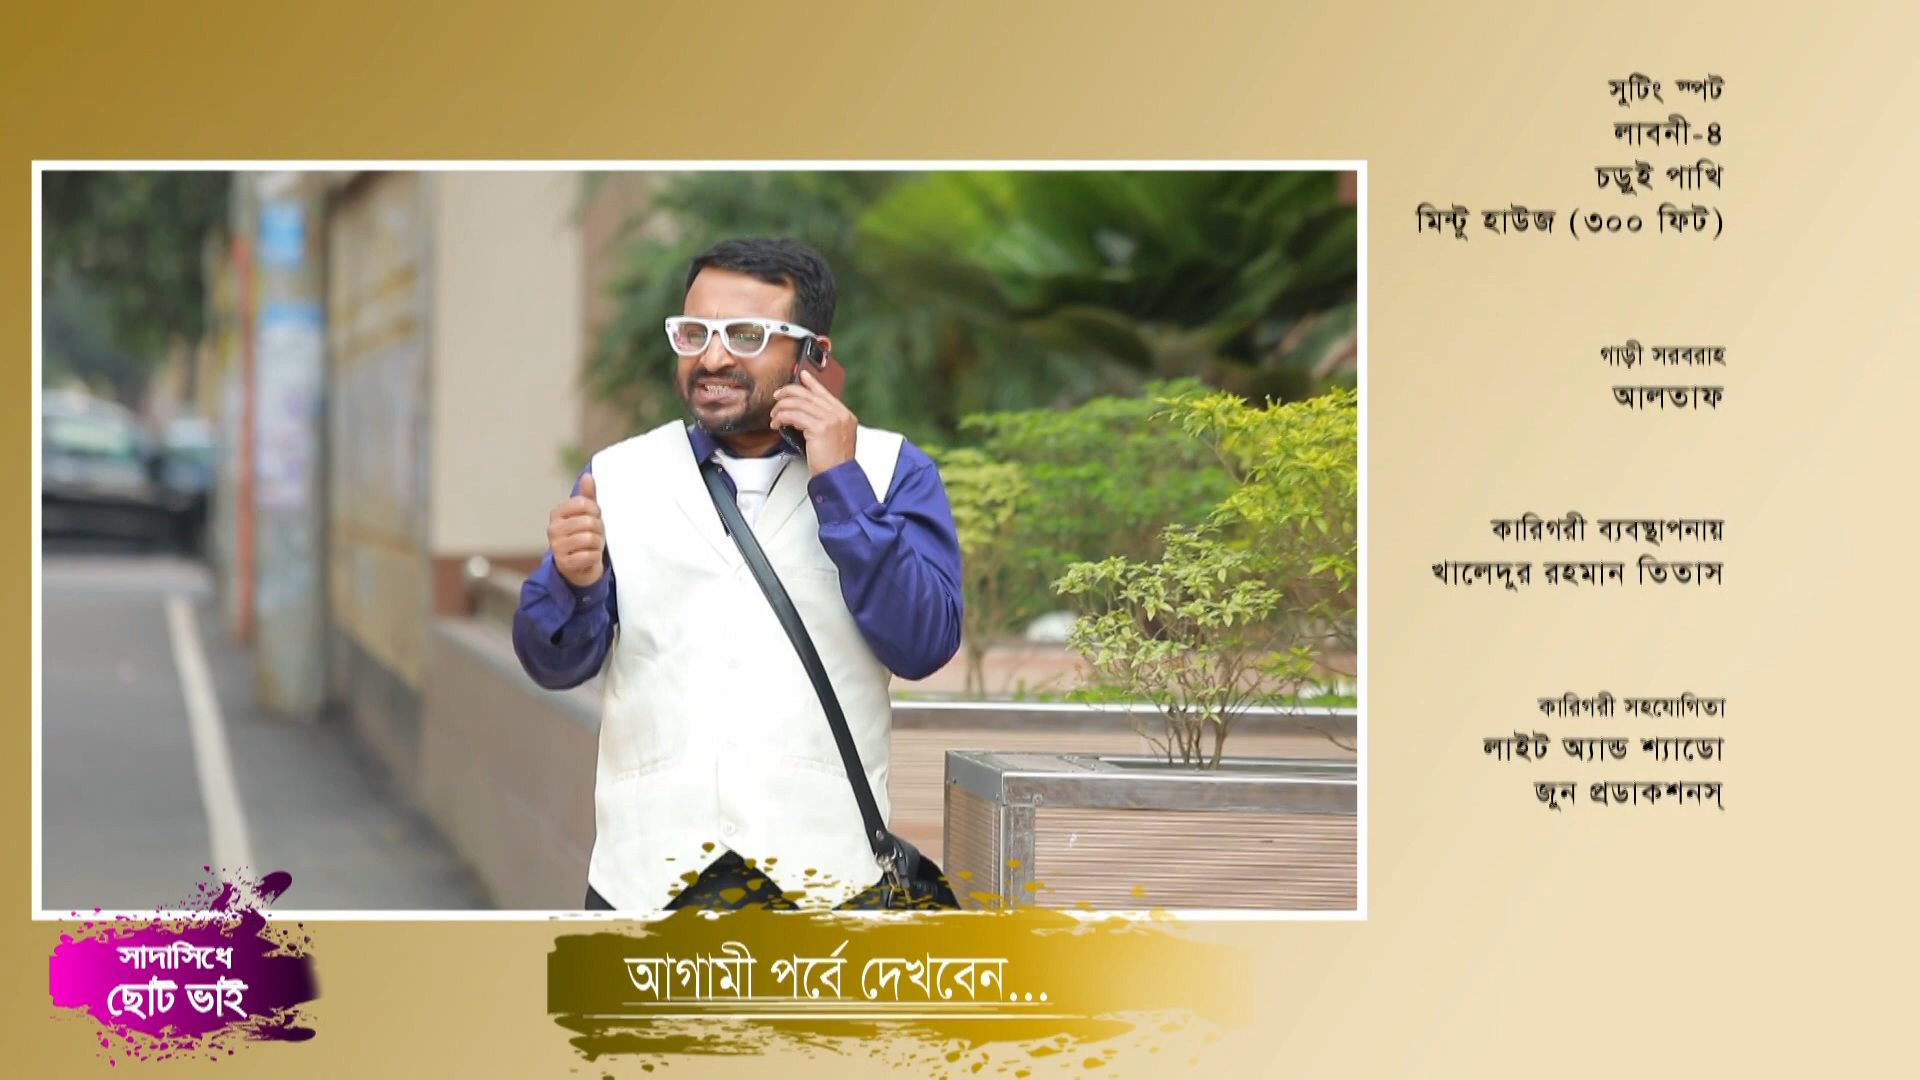 সুটিং স্পট
লাবনী-৪
চড়ুই পাখি
মিন্টু হাউজ (৩০০ ফিট)
গাড়ী সরবরাহ
আলতাফ
কারিগরী ব্যবস্থাপনায়
খালেদুর রহমান তিতাস
কারিগরী সহযোগিতা
লাইট অ্যান্ড শ্যাডো
জুন প্রডাকশনস্
সাদাসিধে
ছোট ভাই
আগামী পর্বে দেখবেন...